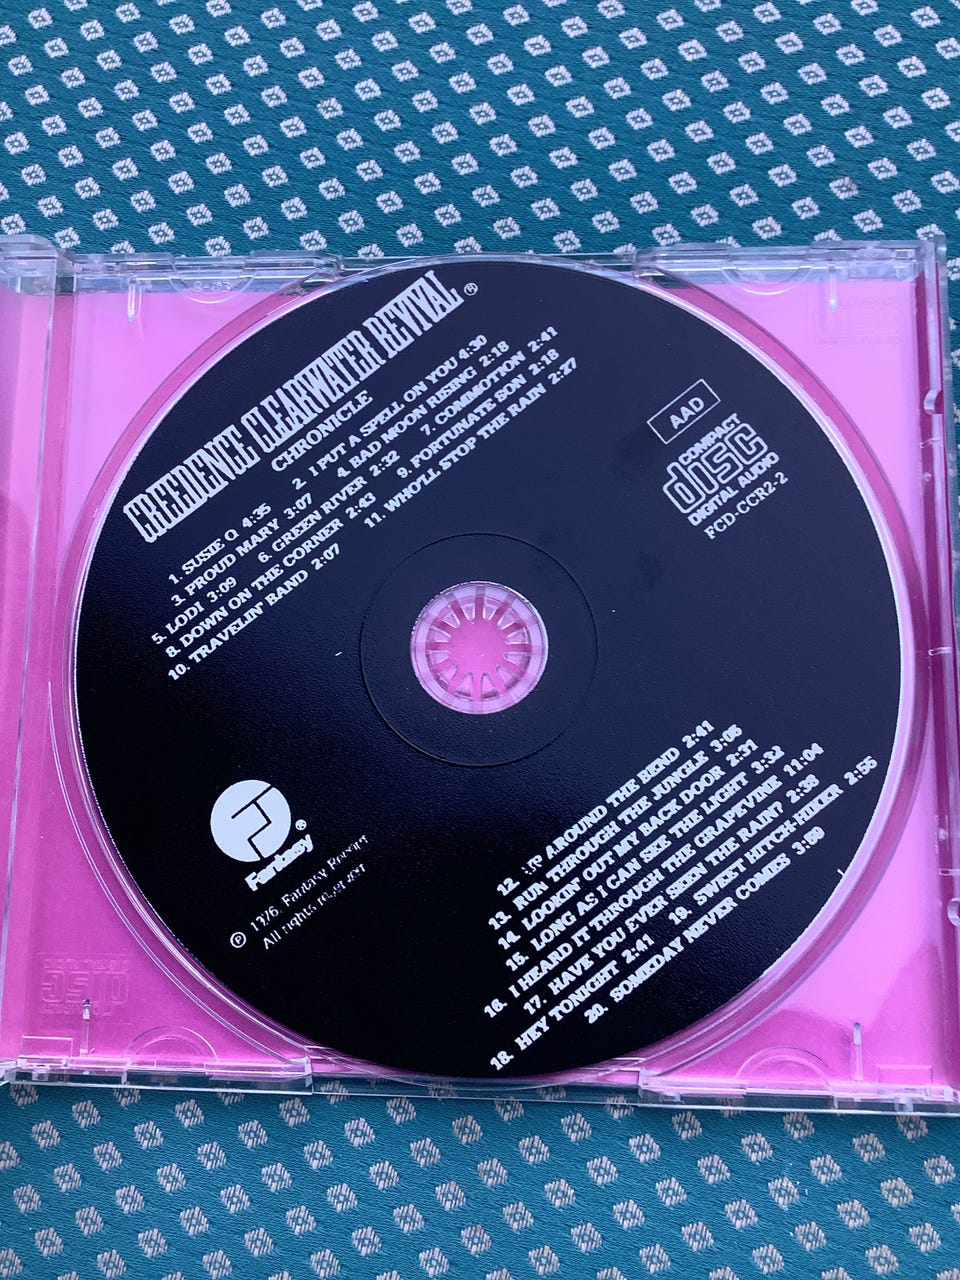 CREEDENCE CLEARWATER REVIVAL ®
CHRONICLE
1. SUSIE Q 4:35 2. I PUT A SPELL ON YOU 4:30
3. PROUD MARY 3:07 4. BAD MOON RISING 2:18
5. LODI 3:09 6. GREEN RIVER 2:32 7. COMMOTION 2:41
8. DOWN ON THE CORNER 2:43 9. FORTUNATE SON 2:18
10. TRAVELIN' BAND 2:07 11. WHO'LL STOP THE RAIN 2:27
AAD
COMPACT
disc
DIGITAL AUDIO
FCD-CCR2-2
Fantasy®
℗ 1976, Fantasy Records
All rights reserved
12. UP AROUND THE BEND 2:41
13. RUN THROUGH THE JUNGLE 3:05
14. LOOKIN' OUT MY BACK DOOR 2:31
15. LONG AS I CAN SEE THE LIGHT 3:32
16. I HEARD IT THROUGH THE GRAPEVINE 11:04
17. HAVE YOU EVER SEEN THE RAIN? 2:38
18. HEY TONIGHT 2:41 19. SWEET HITCH-HIKER 2:55
20. SOMEDAY NEVER COMES 3:59